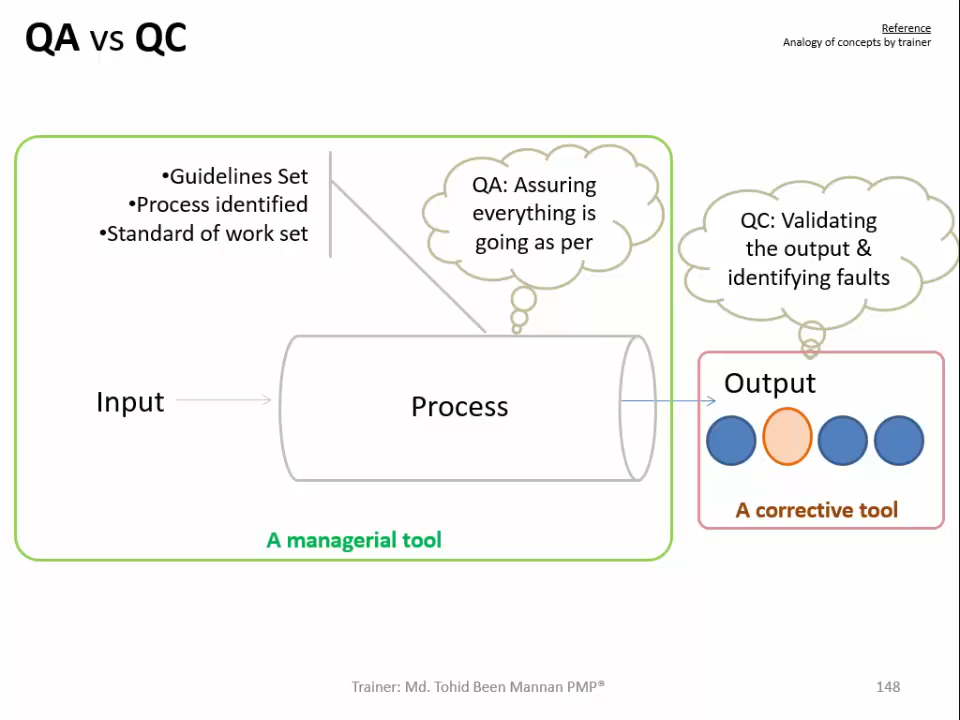 QA vs QC
Reference
Analogy of concepts by trainer
•Guidelines Set
•Process identified
•Standard of work set
QA: Assuring
everything is
going as per
QC: Validating
the output &
identifying faults
Input
Process
Output
A corrective tool
A managerial tool
Trainer: Md. Tohid Been Mannan PMP®
148